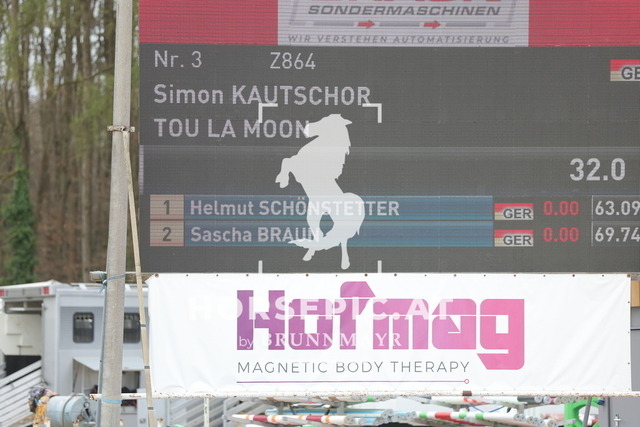 SONDERMASCHINEN
WIR VERSTEHEN AUTOMATISIERUNG
Nr. 3 Z864
GE
Simon KAUTSCHOR
TOU LA MOON
32.0
1 Helmut SCHÖNSTETTER GER 0.00 63.09
2 Sascha BRAUN GER 0.00 69.74
HORSEPIC.AT
Hofmag
by BRUNNMAYR
MAGNETIC BODY THERAPY